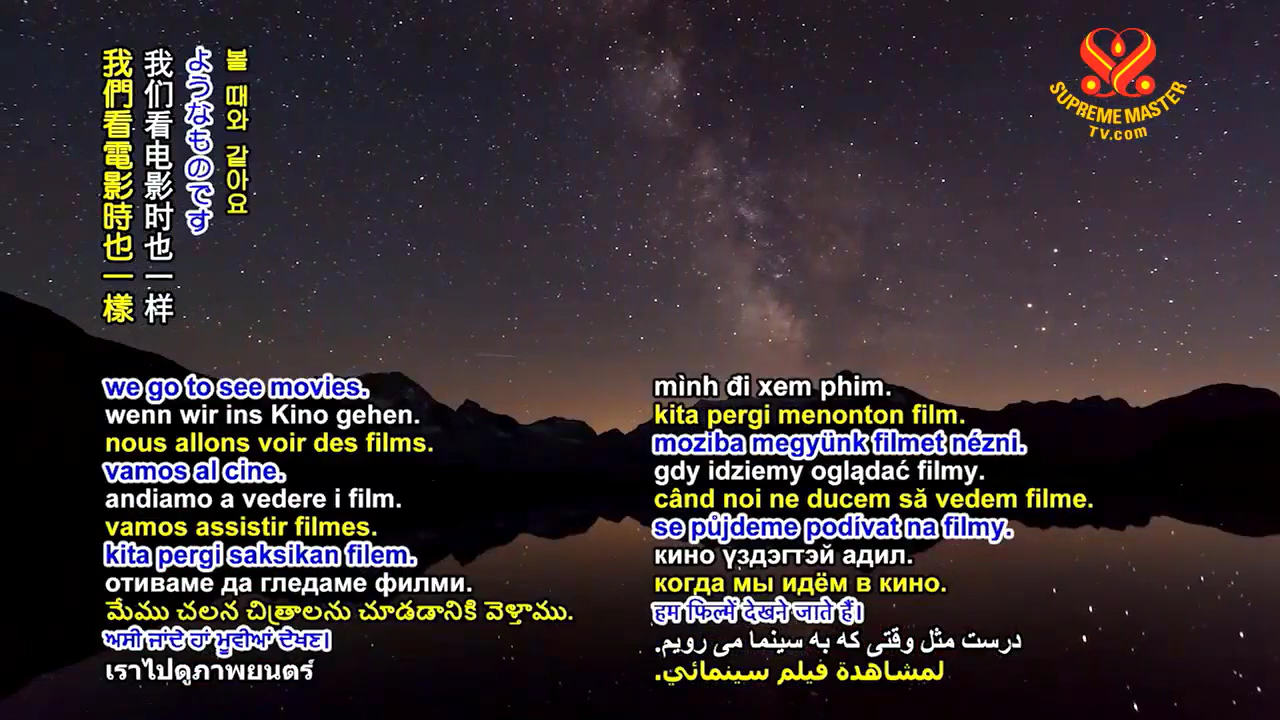 我們看電影時也一樣
我们看电影时也一样
ようなものです
볼 때와 같아요
SUPREME MASTER
TV.com
we go to see movies.
wenn wir ins Kino gehen.
nous allons voir des films.
vamos al cine.
andiamo a vedere i film.
vamos assistir filmes.
kita pergi saksikan filem.
отиваме да гледаме филми.
మేము చలన చిత్రాలను చూడడానికి వెళ్తాము.
ਅਸੀ ਜਾਂਦੇ ਹਾਂ ਮੂਵੀਆਂ ਦੇਖਣ।
เราไปดูภาพยนตร์
mình đi xem phim.
kita pergi menonton film.
moziba megyünk filmet nézni.
gdy idziemy oglądać filmy.
când noi ne ducem să vedem filme.
se půjdeme podívat na filmy.
кино үздэгтэй адил.
когда мы идём в кино.
हम फिल्में देखने जाते हैं।
درست مثل وقتی که به سینما می رویم.
لمشاهدة فيلم سينمائي.